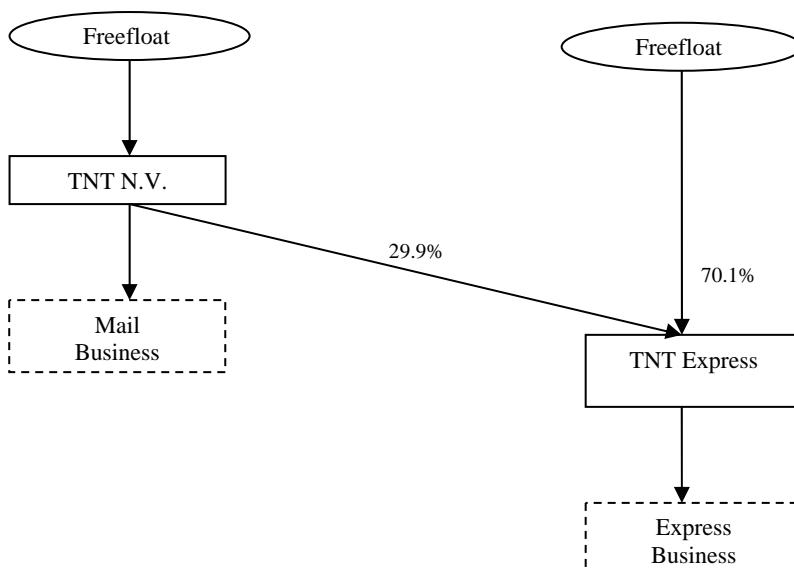 Freefloat
Freefloat
TNT N.V.
29.9%
70.1%
Mail
Business
TNT Express
Express
Business